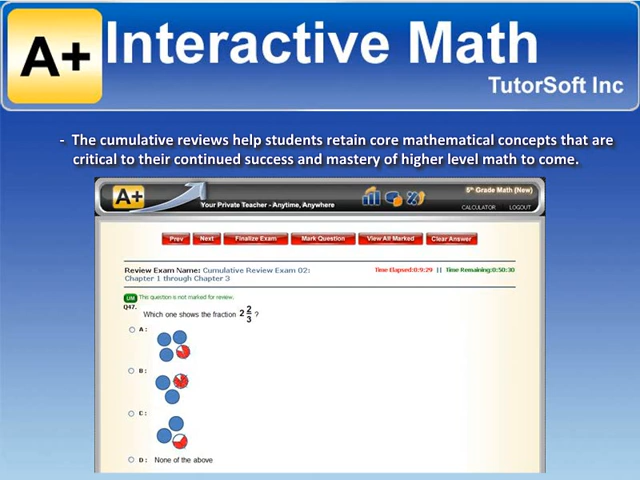 A+ Interactive Math
TutorSoft Inc
- The cumulative reviews help students retain core mathematical concepts that are
critical to their continued success and mastery of higher level math to come.
A+
5th Grade Math (New)
Your Private Teacher - Anytime, Anywhere
CALCULATOR LOGOUT
Prev Next Finalize Exam Mark Question View All Marked Clear Answer
Review Exam Name: Cumulative Review Exam 02: Time Elapsed:0:9:29 || Time Remaining:0:50:30
Chapter 1 through Chapter 3
UM This question is not marked for review.
Q47.
Which one shows the fraction 2 2/3 ?
A :
B :
C :
D : None of the above